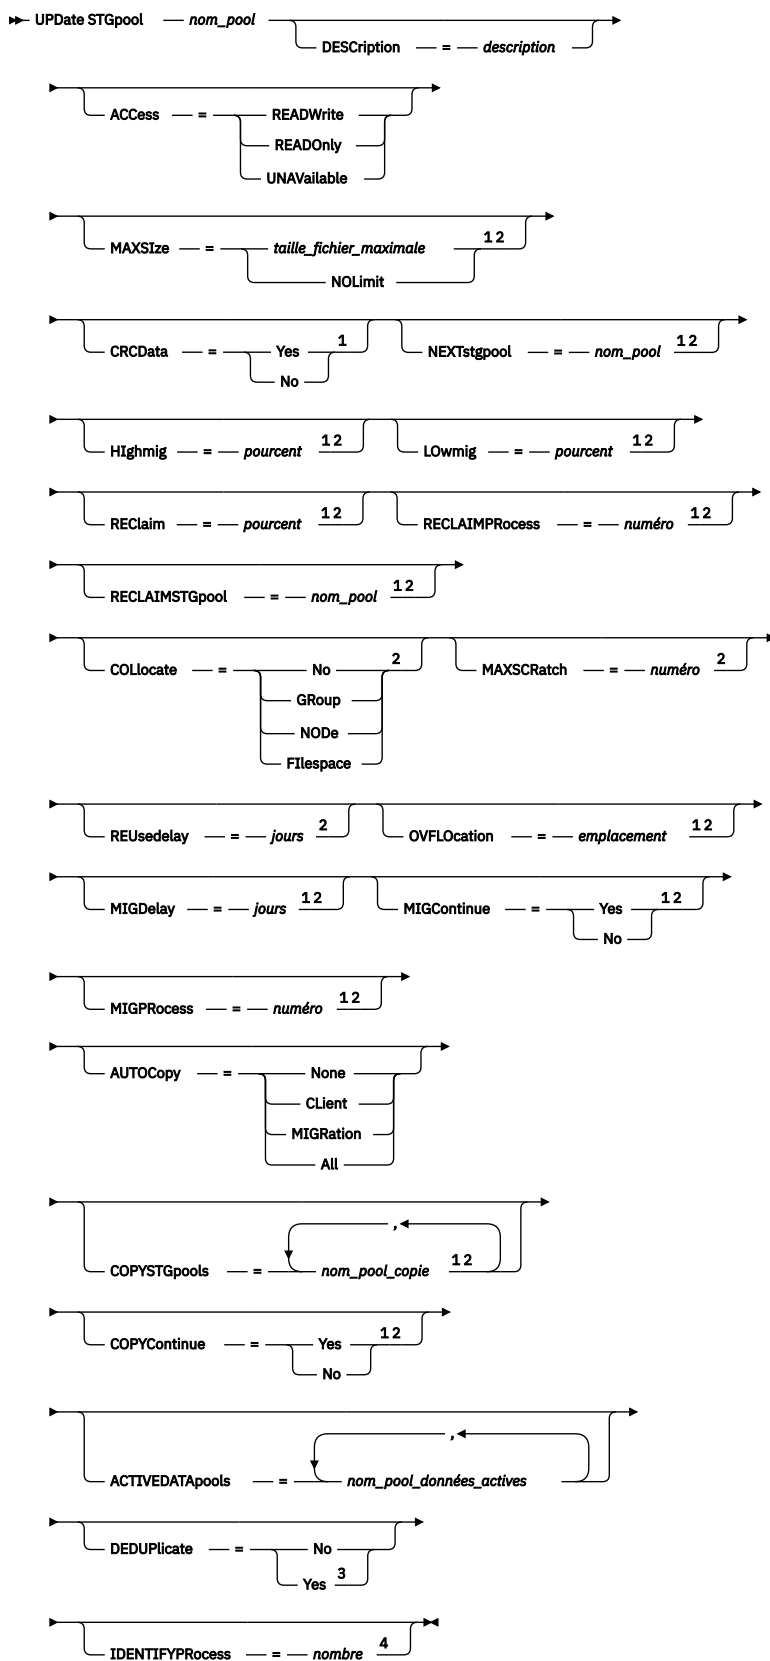 UPDate STGpool nom_pool
DESCription = description
ACCess = READWrite
READOnly
UNAVailable
MAXSIze = taille_fichier_maximale 1 2
NOLimit
CRCData = Yes 1 NEXTstgpool = nom_pool 1 2
No
HIghmig = pourcent 1 2 LOwmig = pourcent 1 2
REClaim = pourcent 1 2 RECLAIMPRocess = numéro 1 2
RECLAIMSTGpool = nom_pool 1 2
COLlocate = No 2 MAXSCRatch = numéro 2
GRoup
NODe
FIlespace
REUsedelay = jours 2 OVFLOcation = emplacement 1 2
MIGDelay = jours 1 2 MIGContinue = Yes 1 2
No
MIGPRocess = numéro 1 2
AUTOCopy = None
CLient
MIGRation
All
,
COPYSTGpools = nom_pool_copie 1 2
COPYContinue = Yes 1 2
No
,
ACTIVEDATApools = nom_pool_données_actives
DEDUPlicate = No
Yes 3
IDENTIFYPRocess = nombre 4